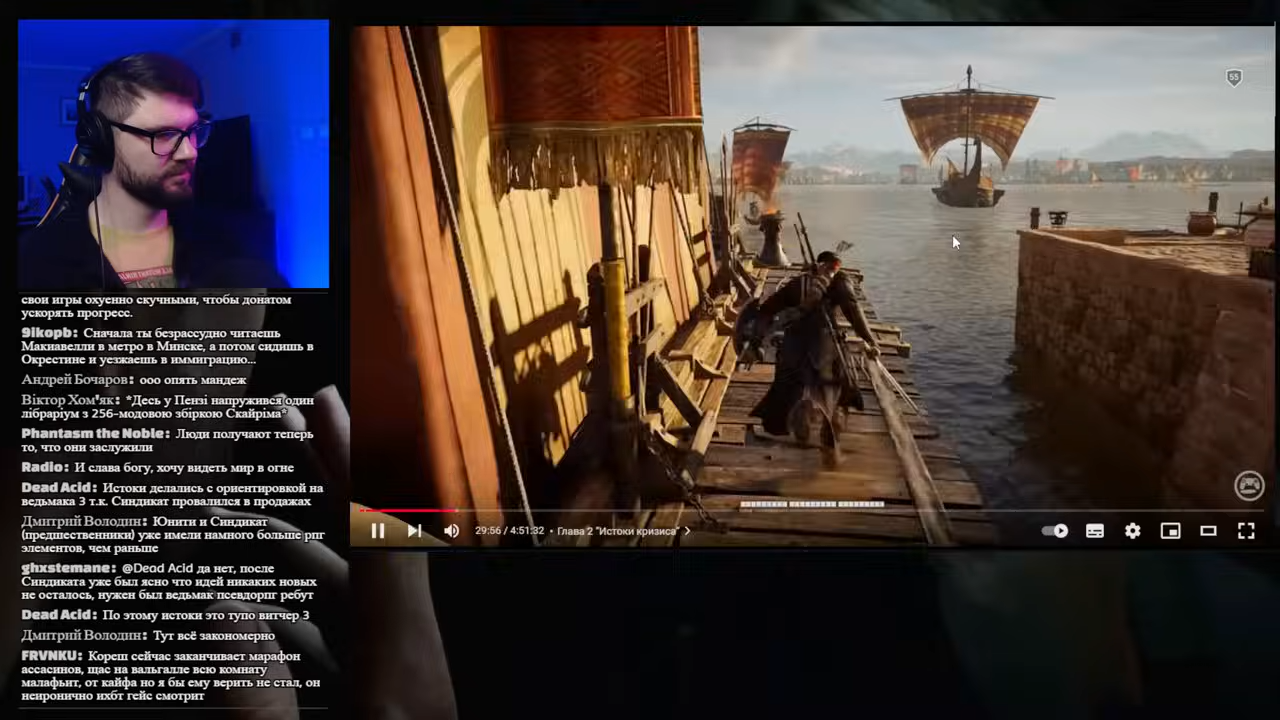 свои игры охуенно скучными, чтобы донатом
ускорять прогресс.
9ikopb: Сначала ты безрассудно читаешь
Макиавелли в метро в Минске, а потом сидишь в
Окрестине и уезжаешь в иммиграцию...
Андрей Бочаров: ооо опять мандеж
Віктор Хом'як: *Десь у Пензі напружився один
лібраріум з 256-модовою збіркою Скайріма*
Phantasm the Noble: Люди получают теперь
то, что они заслужили
Radio: И слава богу, хочу видеть мир в огне
Dead Acid: Истоки делались с ориентировкой на
ведьмака 3 т.к. Синдикат провалился в продажах
Дмитрий Володин: Юнити и Синдикат
(предшественники) уже имели намного больше рпг
элементов, чем раньше
ghxstemane: @Dead Acid да нет, после
Синдиката уже был ясно что идей никаких новых
не осталось, нужен был ведьмак псевдорпг ребут
Dead Acid: По этому истоки это тупо витчер 3
Дмитрий Володин: Тут всё закономерно
FRVNKU: Кореш сейчас заканчивает марафон
ассасинов, щас на вальгалле всю комнату
малафьит, от кайфа но я бы ему верить не стал, он
неиронично ихбт гейс смотрит
55
29:56 / 4:51:32 • Глава 2 "Истоки кризиса" >